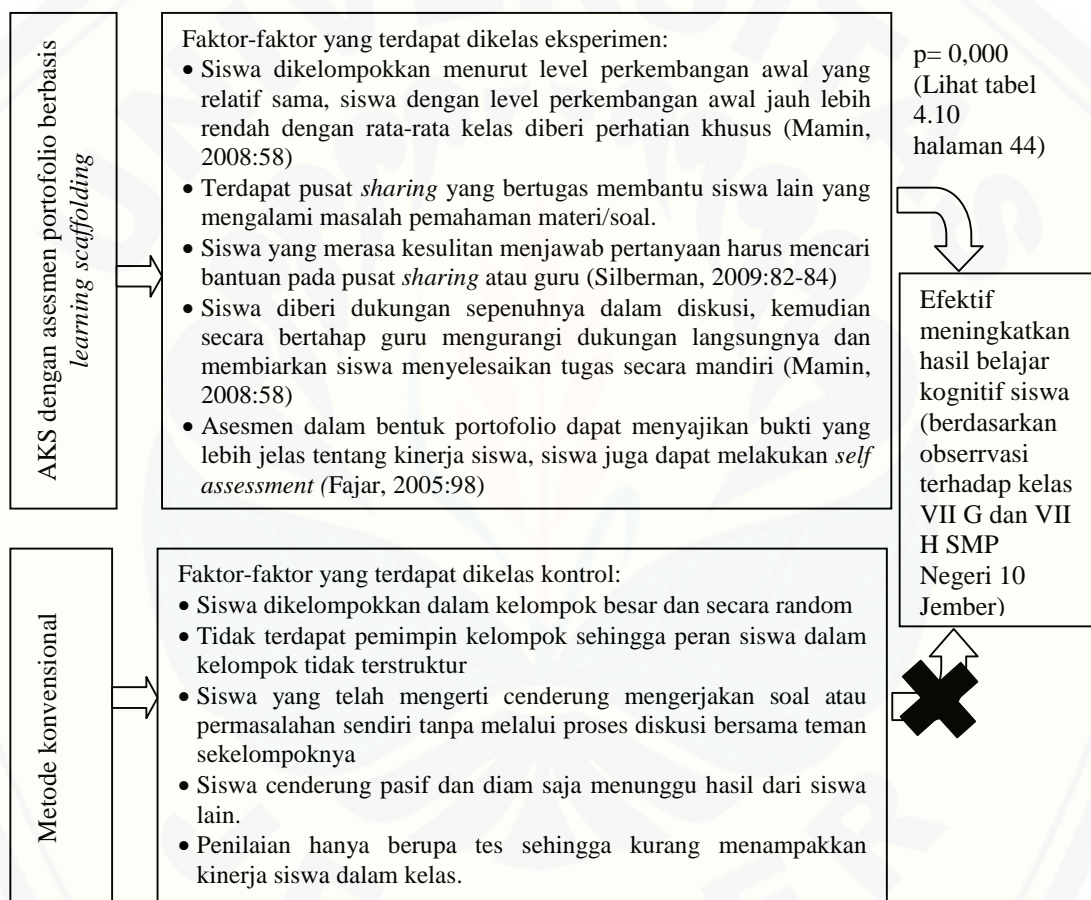 AKS dengan asesmen portofolio berbasis
learning scaffolding
Faktor-faktor yang terdapat dikelas eksperimen:
• Siswa dikelompokkan menurut level perkembangan awal yang
relatif sama, siswa dengan level perkembangan awal jauh lebih
rendah dengan rata-rata kelas diberi perhatian khusus (Mamin,
2008:58)
• Terdapat pusat sharing yang bertugas membantu siswa lain yang
mengalami masalah pemahaman materi/soal.
• Siswa yang merasa kesulitan menjawab pertanyaan harus mencari
bantuan pada pusat sharing atau guru (Silberman, 2009:82-84)
• Siswa diberi dukungan sepenuhnya dalam diskusi, kemudian
secara bertahap guru mengurangi dukungan langsungnya dan
membiarkan siswa menyelesaikan tugas secara mandiri (Mamin,
2008:58)
• Asesmen dalam bentuk portofolio dapat menyajikan bukti yang
lebih jelas tentang kinerja siswa, siswa juga dapat melakukan self
assessment (Fajar, 2005:98)
p= 0,000
(Lihat tabel
4.10
halaman 44)
Efektif
meningkatkan
hasil belajar
kognitif siswa
(berdasarkan
obserrvasi
terhadap kelas
VII G dan VII
H SMP
Negeri 10
Jember)
Metode konvensional
Faktor-faktor yang terdapat dikelas kontrol:
• Siswa dikelompokkan dalam kelompok besar dan secara random
• Tidak terdapat pemimpin kelompok sehingga peran siswa dalam
kelompok tidak terstruktur
• Siswa yang telah mengerti cenderung mengerjakan soal atau
permasalahan sendiri tanpa melalui proses diskusi bersama teman
sekelompoknya
• Siswa cenderung pasif dan diam saja menunggu hasil dari siswa
lain.
• Penilaian hanya berupa tes sehingga kurang menampakkan
kinerja siswa dalam kelas.